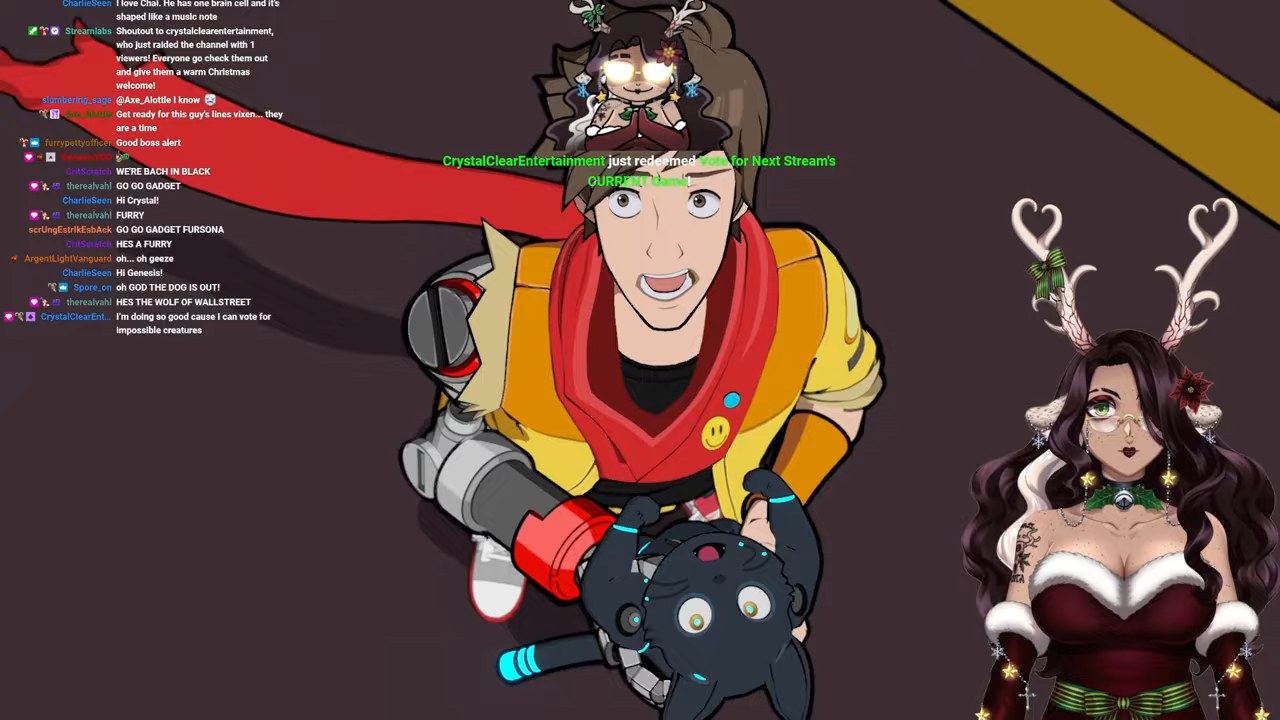 CharlieSeen I love Chai. He has one brain cell and it's
shaped like a music note
Streamlabs Shoutout to crystalclearentertainment,
who just raided the channel with 1
viewers! Everyone go check them out
and give them a warm Christmas
welcome!
slumbering_sage @Axe_Alottle I know
Get ready for this guy's lines vixen... they
are a time
furrypettyofficer Good boss alert
CritScratch WE'RE BACH IN BLACK
therealvahl GO GO GADGET
CharlieSeen Hi Crystal!
therealvahl FURRY
scrUngEstrIkEsbAck GO GO GADGET FURSONA
CritScratch HES A FURRY
ArgentLightVanguard oh... oh geeze
CharlieSeen Hi Genesis!
Spore_on oh GOD THE DOG IS OUT!
therealvahl HES THE WOLF OF WALLSTREET
CrystalClearEnt... I'm doing so good cause I can vote for
impossible creatures
CrystalClearEntertainment just redeemed Vote for Next Stream's
QURRENT Game!